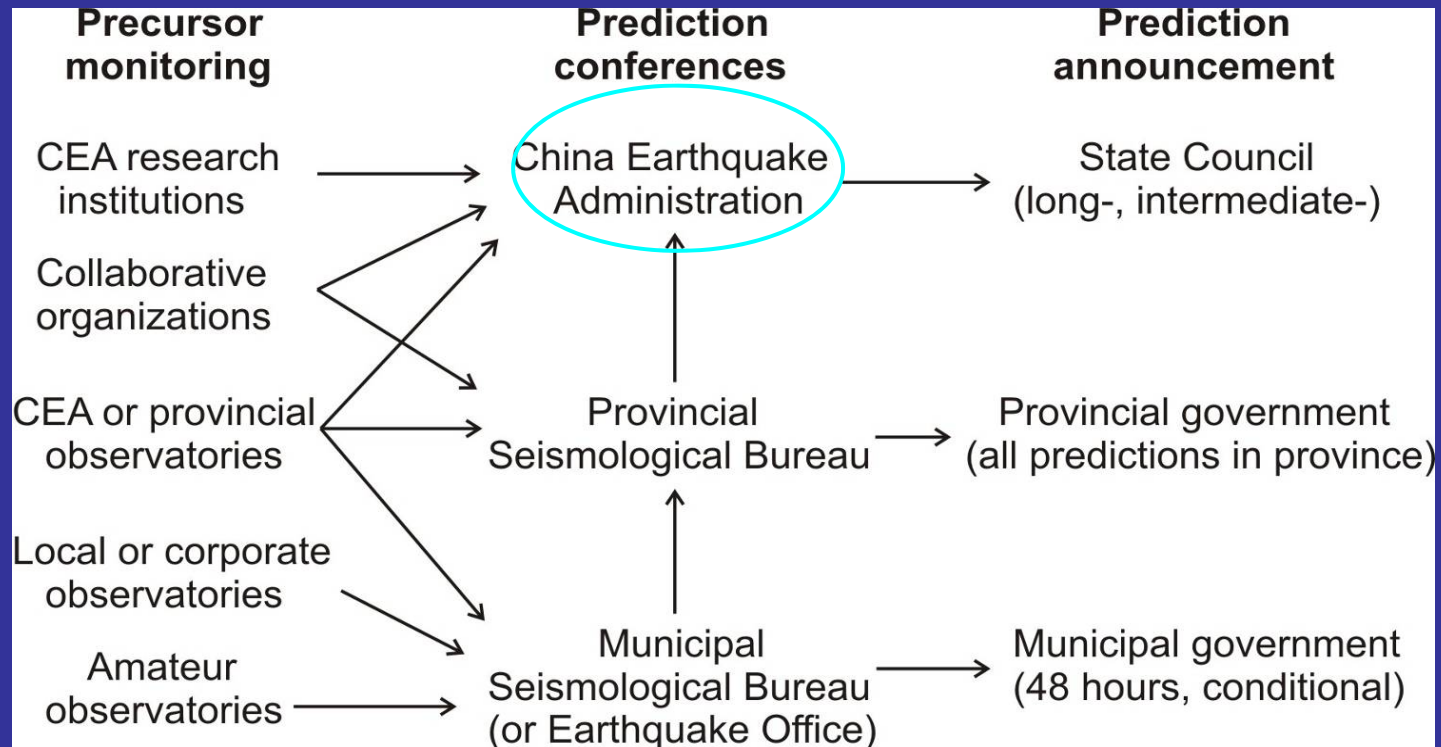 Precursor
monitoring
Prediction
conferences
Prediction
announcement
CEA research
institutions
Collaborative
organizations
CEA or provincial
observatories
Local or corporate
observatories
Amateur
observatories
China Earthquake
Administration
Provincial
Seismological Bureau
Municipal
Seismological Bureau
(or Earthquake Office)
State Council
(long-, intermediate-)
Provincial government
(all predictions in province)
Municipal government
(48 hours, conditional)